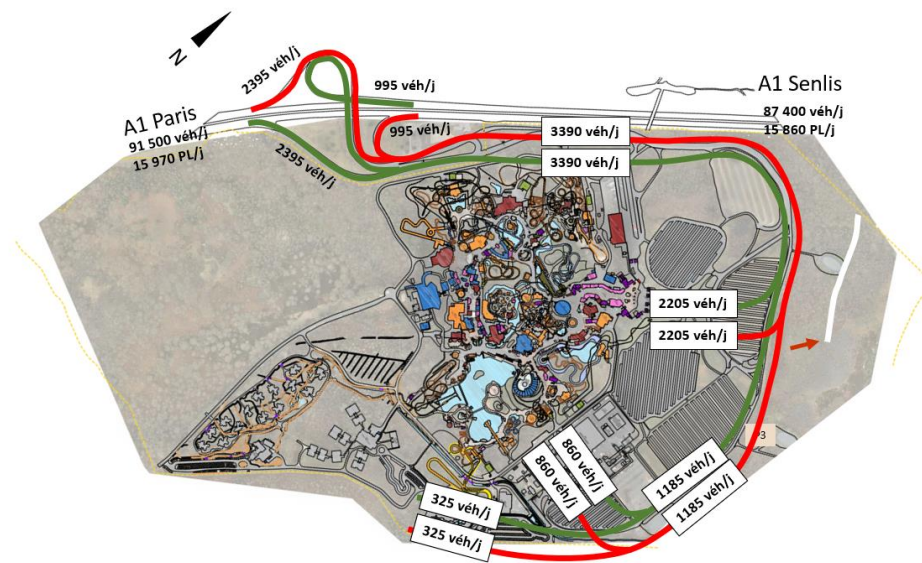 N
2395 véh/j
995 véh/j
A1 Senlis
87 400 véh/j
15 860 PL/j
A1 Paris
91 500 véh/j
15 970 PL/j
995 véh/j
2395 véh/j
3390 véh/j
3390 véh/j
2205 véh/j
2205 véh/j
860 véh/j
860 véh/j
1185 véh/j
1185 véh/j
325 véh/j
325 véh/j